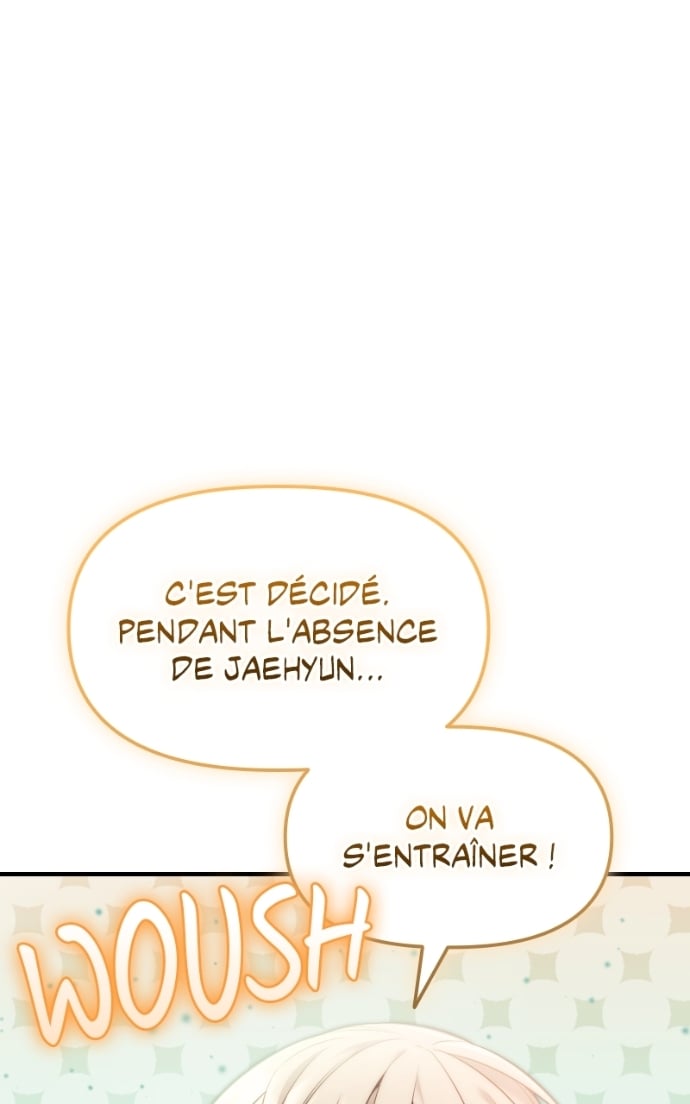 C'EST DÉCIDÉ.
PENDANT L'ABSENCE
DE JAEHYUN...
ON VA
S'ENTRAÎNER !
WOUSH